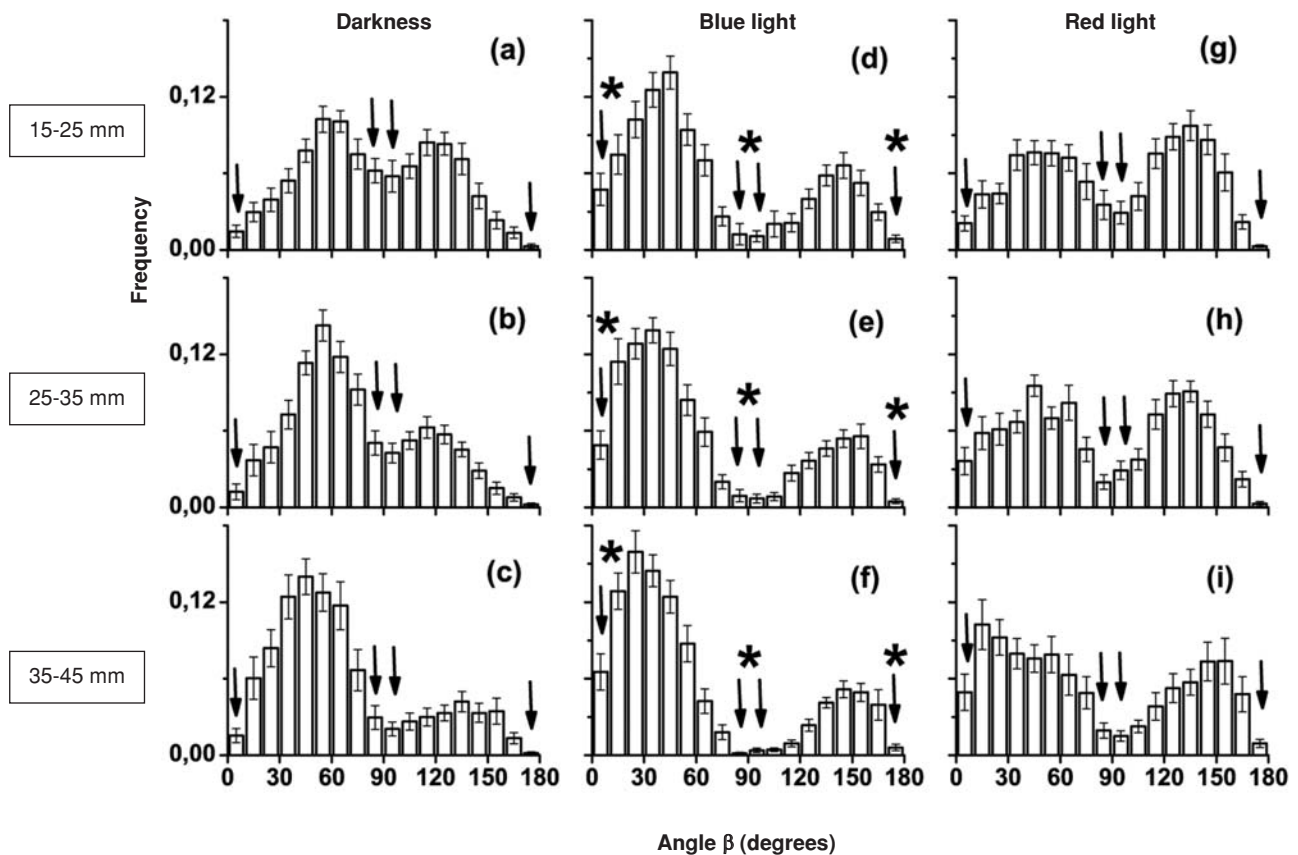 Darkness Blue light Red light
(a) (d) (g)
* * *
15-25 mm
0,12
0,00
(b) (e) (h)
* * *
25-35 mm
Frequency
0,12
0,00
(c) (f) (i)
* * *
35-45 mm
0,12
0,00
0 30 60 90 120 150 180 0 30 60 90 120 150 180 0 30 60 90 120 150 180
Angle β (degrees)